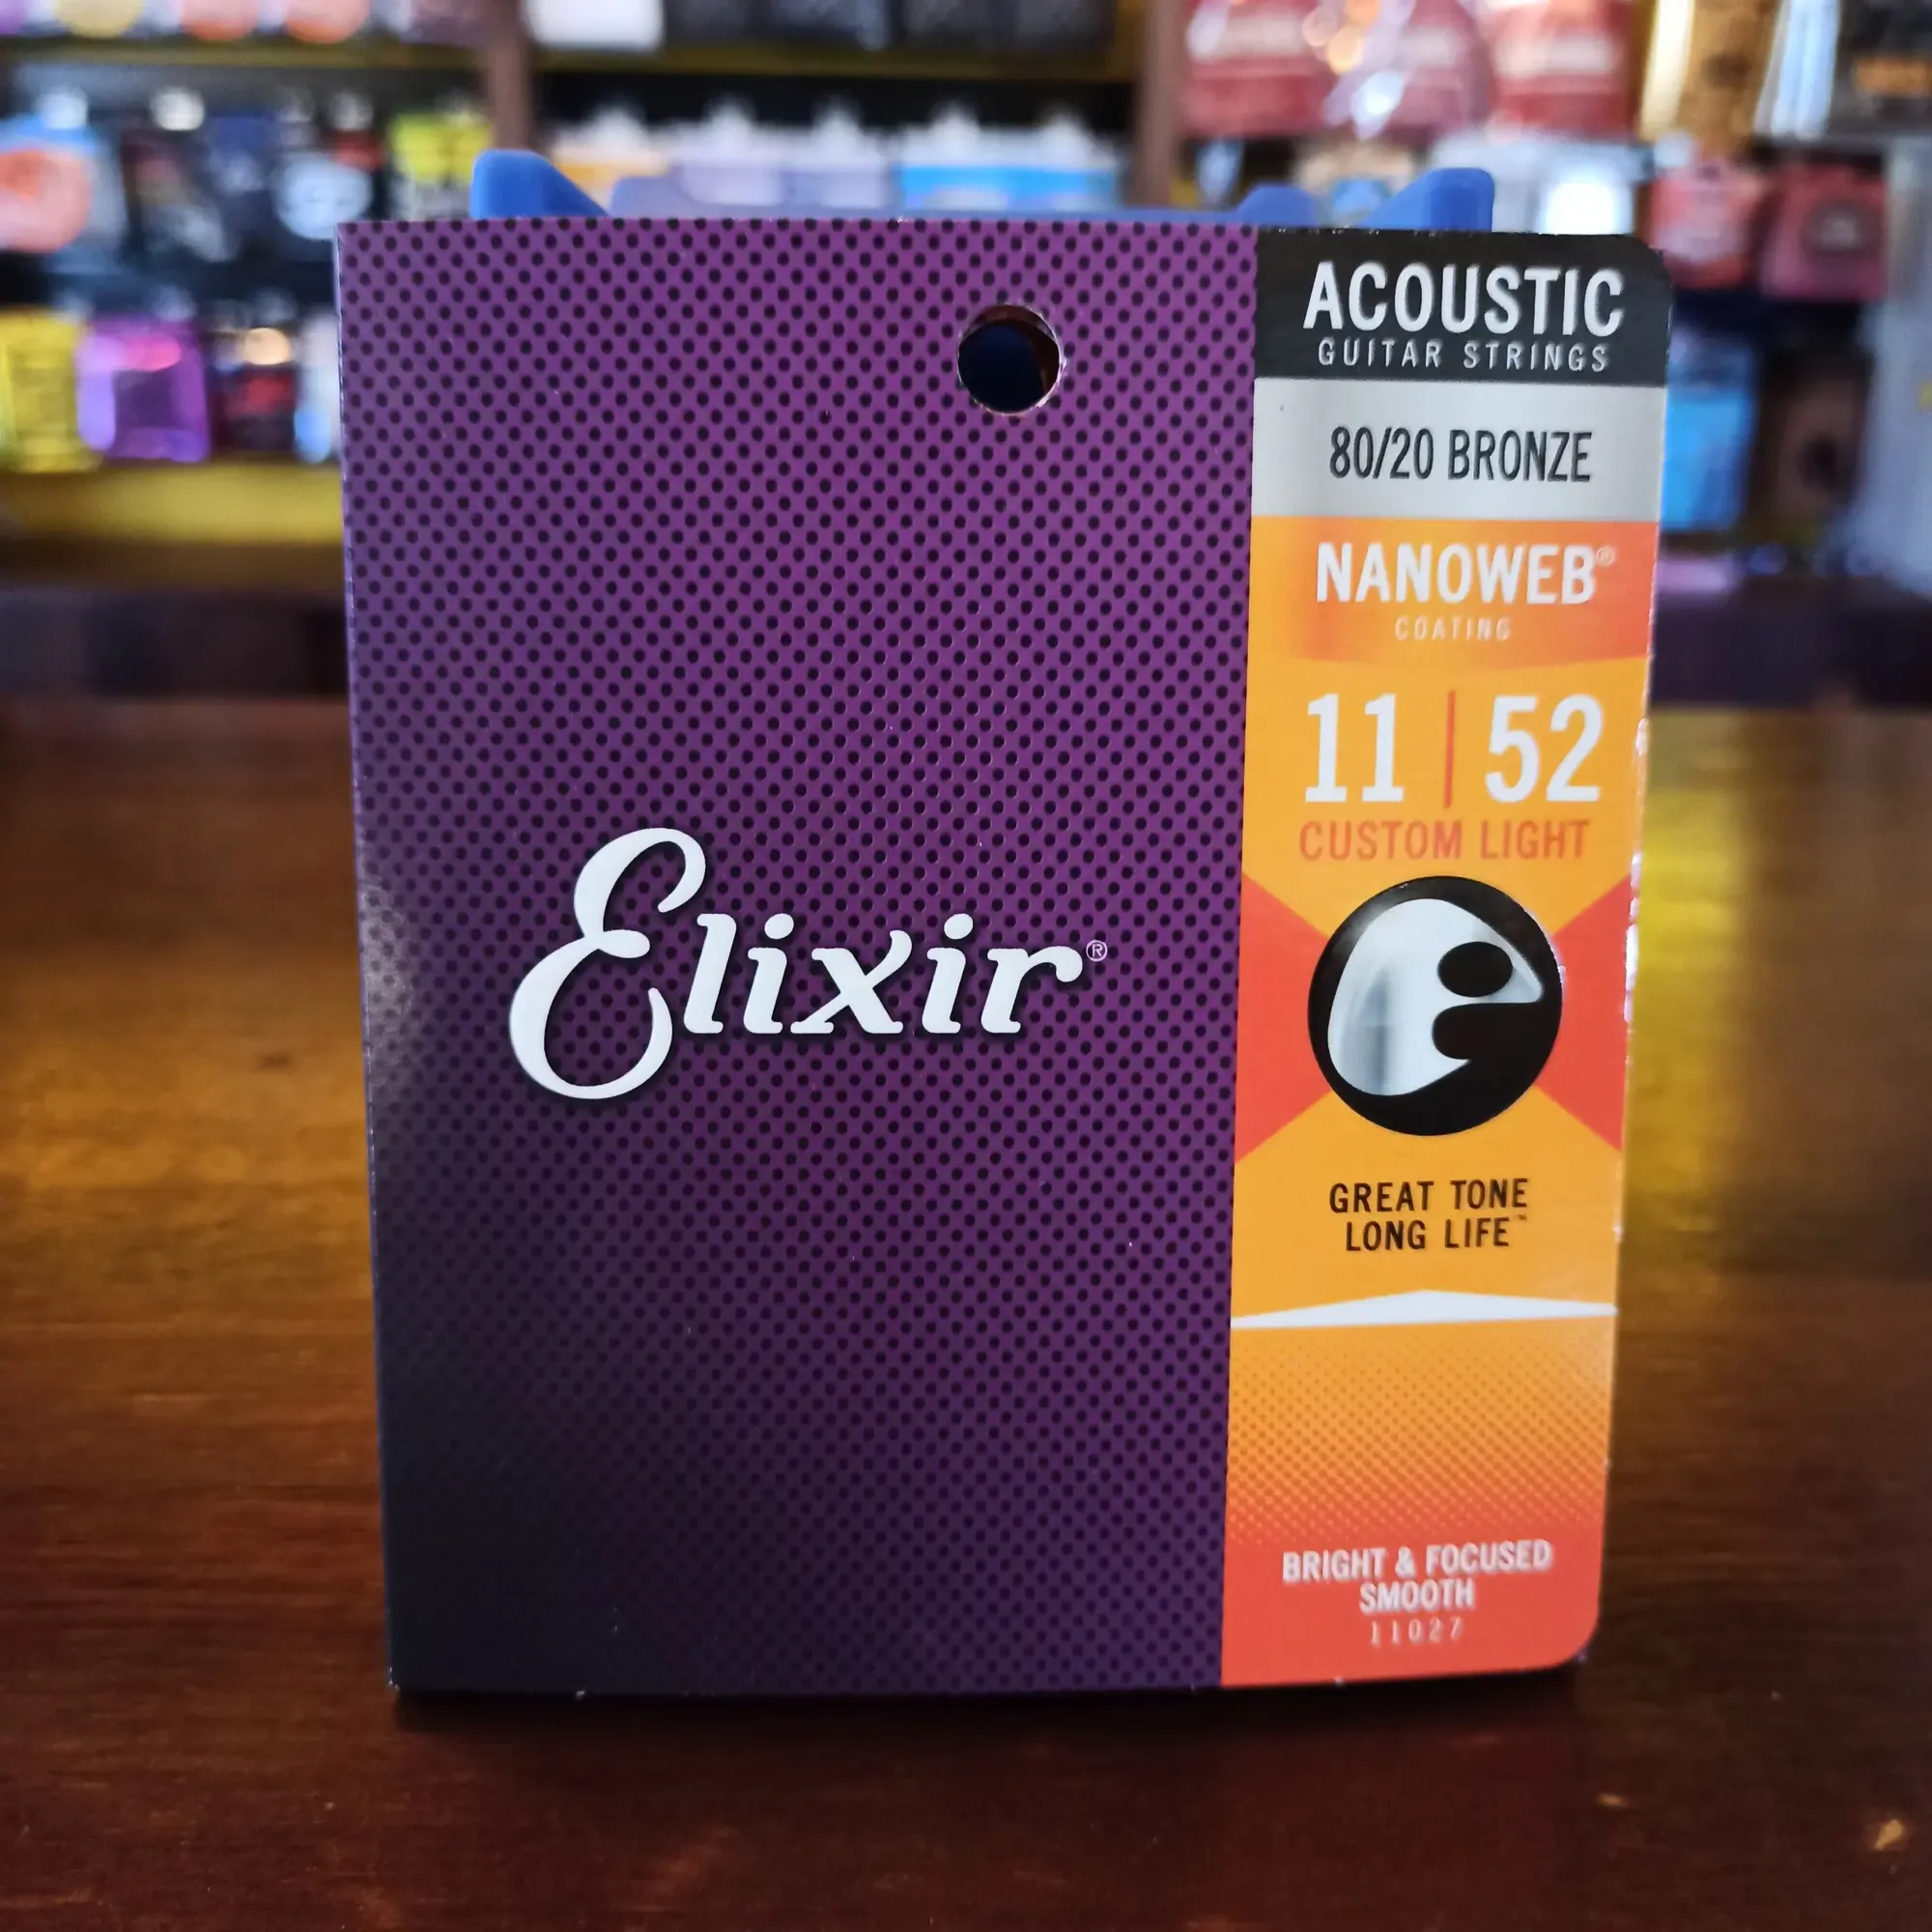 Elixir®
ACOUSTIC
GUITAR STRINGS
80/20 BRONZE
NANOWEB®
COATING
11 | 52
CUSTOM LIGHT
GREAT TONE
LONG LIFE™
BRIGHT & FOCUSED
SMOOTH
11027